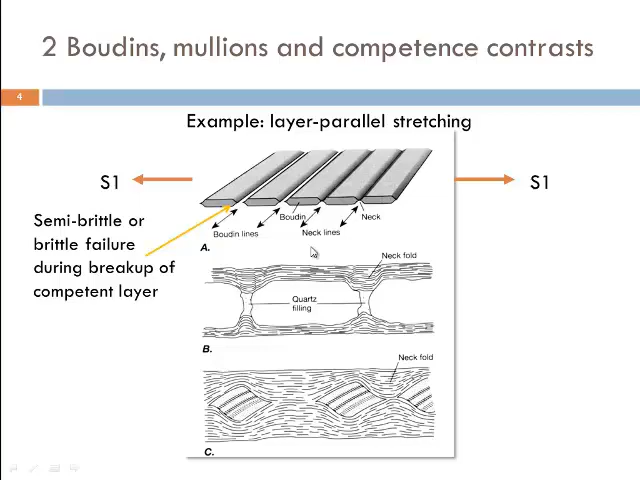 2 Boudins, mullions and competence contrasts
4
Example: layer-parallel stretching
S1
S1
Semi-brittle or
brittle failure
during breakup of
competent layer
Boudin
Neck
Boudin lines
Neck lines
A.
Neck fold
Quartz
filling
B.
Neck fold
C.